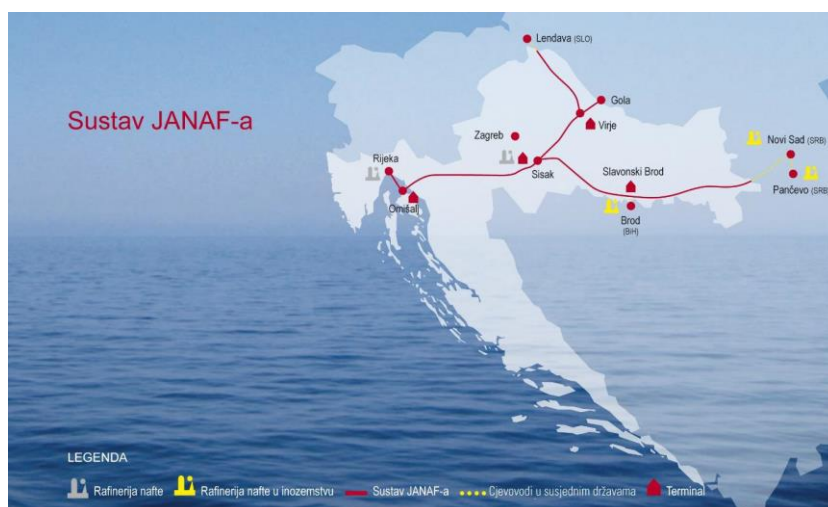 Lendava (SLO)
Sustav JANAF-a
Gola
Virje
Zagreb
Novi Sad (SRB)
Rijeka
Sisak
Slavonski Brod
Pančevo (SRB)
Omišalj
Brod
(BiH)
LEGENDA
Rafinerija nafte
Rafinerija nafte u inozemstvu
Sustav JANAF-a
Cjevovodi u susjednim državama
Terminal